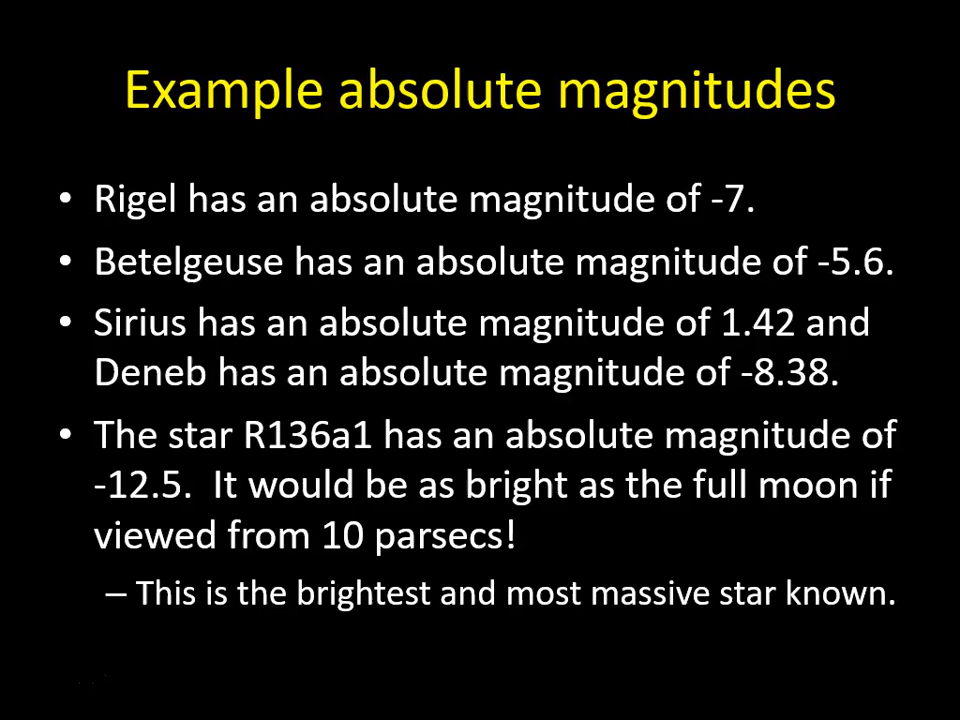 Example absolute magnitudes
• Rigel has an absolute magnitude of -7.
• Betelgeuse has an absolute magnitude of -5.6.
• Sirius has an absolute magnitude of 1.42 and
Deneb has an absolute magnitude of -8.38.
• The star R136a1 has an absolute magnitude of
-12.5.  It would be as bright as the full moon if
viewed from 10 parsecs!
– This is the brightest and most massive star known.